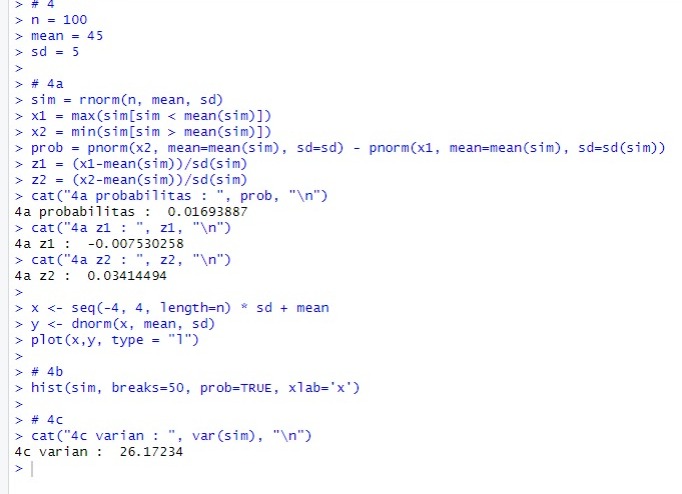 > # 4
> n = 100
> mean = 45
> sd = 5
>
> # 4a
> sim = rnorm(n, mean, sd)
> x1 = max(sim[sim < mean(sim)])
> x2 = min(sim[sim > mean(sim)])
> prob = pnorm(x2, mean=mean(sim), sd=sd) - pnorm(x1, mean=mean(sim), sd=sd(sim))
> z1 = (x1-mean(sim))/sd(sim)
> z2 = (x2-mean(sim))/sd(sim)
> cat("4a probabilitas : ", prob, "\n")
4a probabilitas :  0.01693887
> cat("4a z1 : ", z1, "\n")
4a z1 :  -0.007530258
> cat("4a z2 : ", z2, "\n")
4a z2 :  0.03414494
>
> x <- seq(-4, 4, length=n) * sd + mean
> y <- dnorm(x, mean, sd)
> plot(x,y, type = "l")
>
> # 4b
> hist(sim, breaks=50, prob=TRUE, xlab='x')
>
> # 4c
> cat("4c varian : ", var(sim), "\n")
4c varian :  26.17234
>